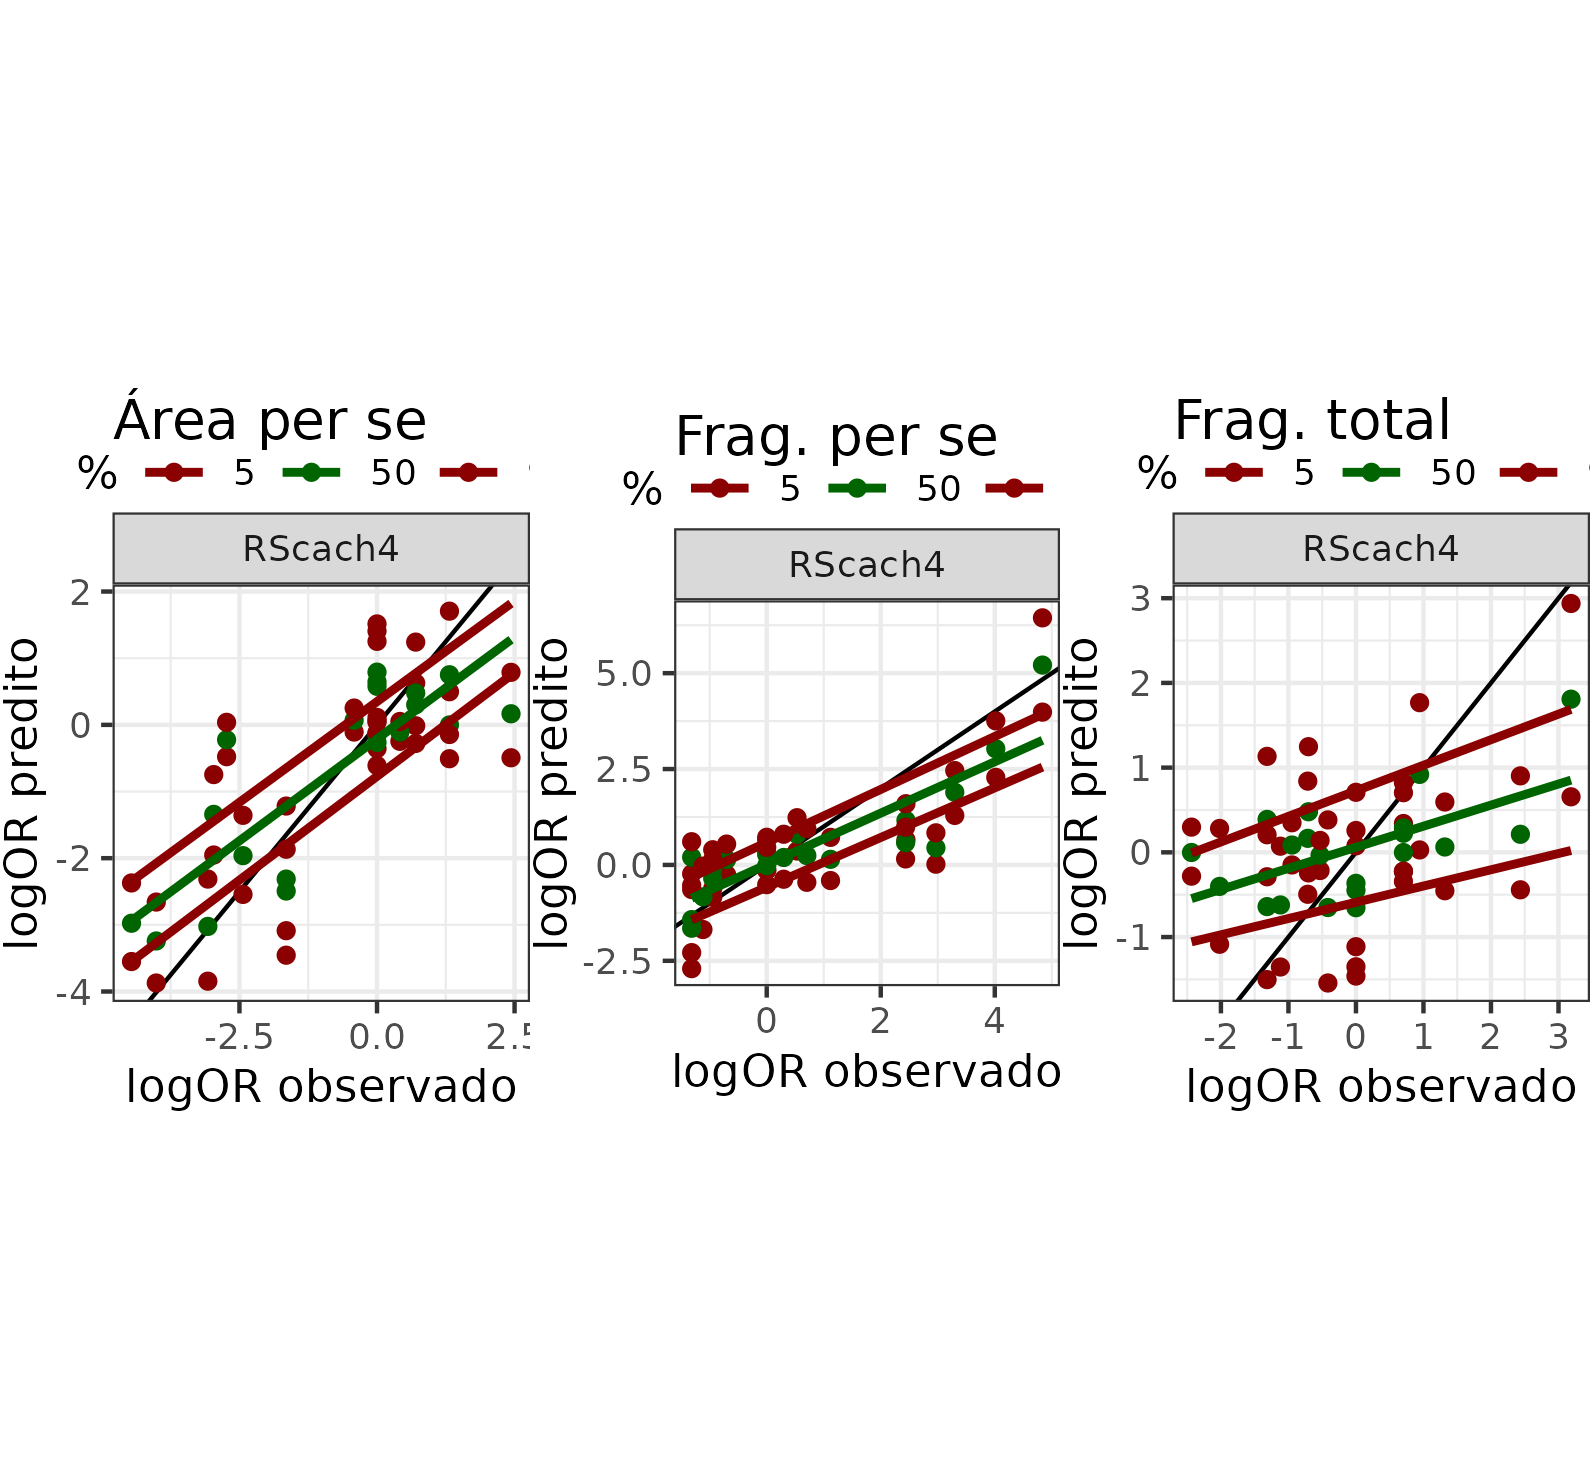 Área per se
% 5 50
RScach4
2
0
-2
-4
-2.5 0.0 2.5
logOR observado
logOR predito
Frag. per se
% 5 50
RScach4
5.0
2.5
0.0
-2.5
0 2 4
logOR observado
logOR predito
Frag. total
% 5 50
RScach4
3
2
1
0
-1
-2 -1 0 1 2 3
logOR observado
logOR predito